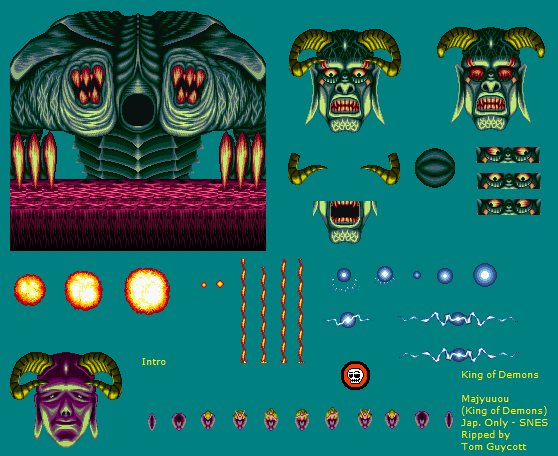 Intro
King of Demons
Majyuuou
(King of Demons)
Jap. Only - SNES
Ripped by
Tom Guycott